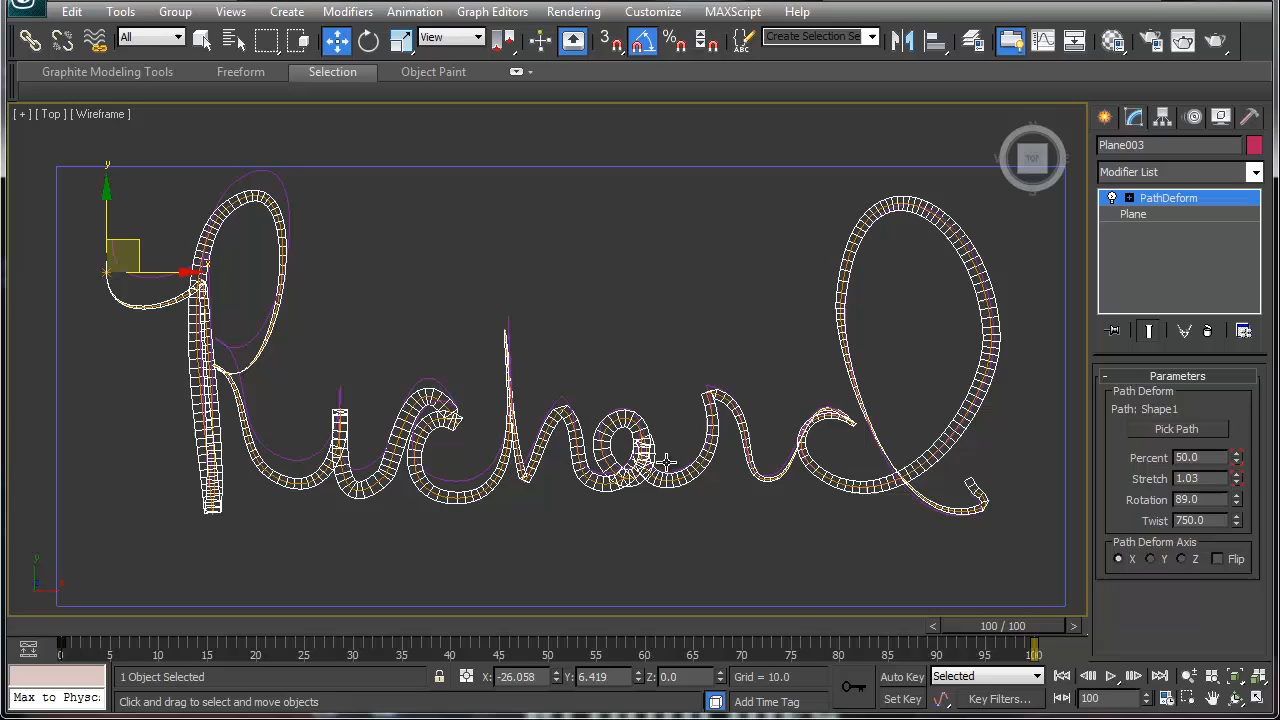 Edit Tools Group Views Create Modifiers Animation Graph Editors Rendering Customize MAXScript Help
All View 3 Create Selection Se
Graphite Modeling Tools Freeform Selection Object Paint
[ + ] [ Top ] [ Wireframe ]
TOP
Plane003
Modifier List
PathDeform
Plane
Richard
y
Parameters
Path Deform
Path: Shape1
Pick Path
Percent 50.0
Stretch 1.03
Rotation 89.0
Twist 750.0
Path Deform Axis
X Y Z Flip
y
x
< 100 / 100 >
0 5 10 15 20 25 30 35 40 45 50 55 60 65 70 75 80 85 90 95 100
1 Object Selected X: -26.058 Y: 6.419 Z: 0.0 Grid = 10.0 Auto Key Selected
Max to Physca Click and drag to select and move objects Add Time Tag Set Key Key Filters... 100